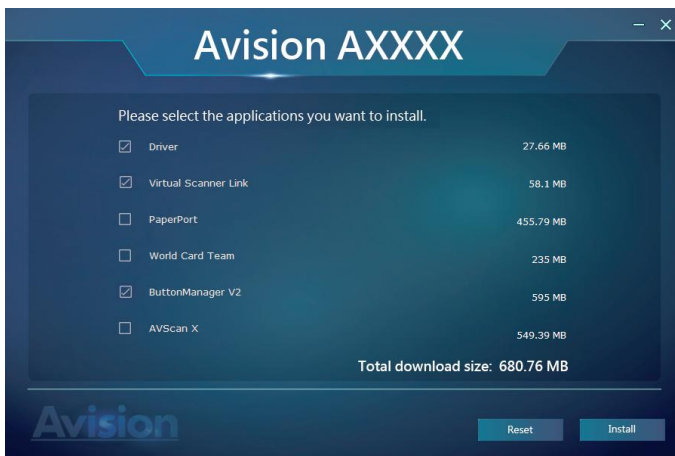 Avision AXXXX
Please select the applications you want to install.
Driver 27.66 MB
Virtual Scanner Link 58.1 MB
PaperPort 455.79 MB
World Card Team 235 MB
ButtonManager V2 595 MB
AVScan X 549.39 MB
Total download size: 680.76 MB
Avision
Reset Install